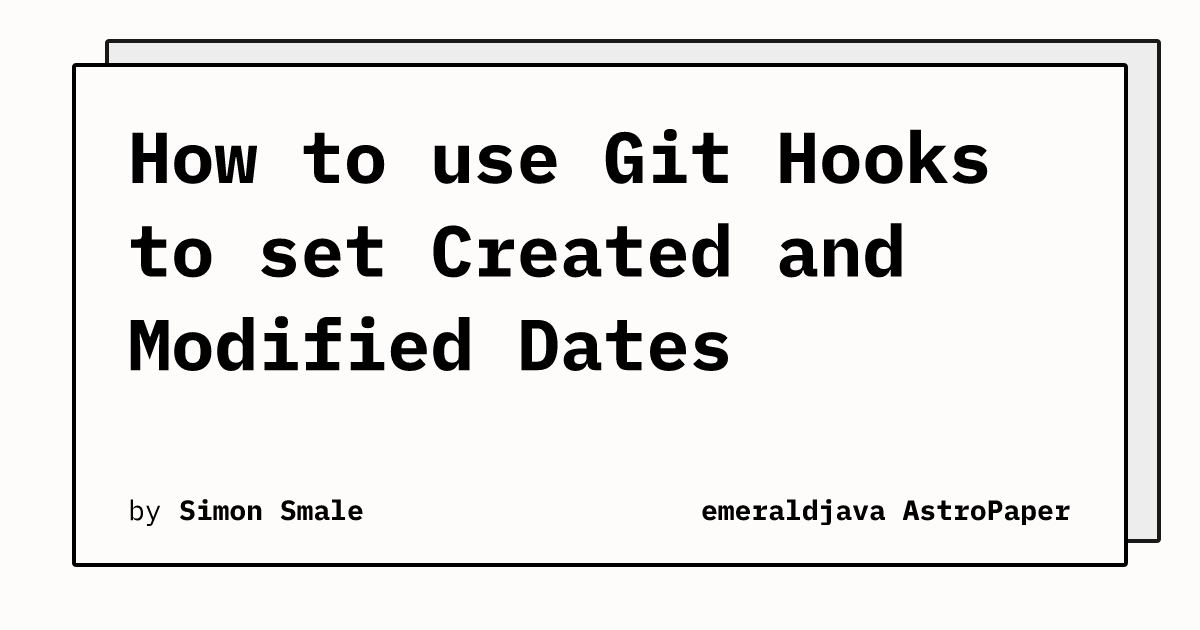 How to use Git Hooks
to set Created and
Modified Dates
by Simon Smale
emeraldjava AstroPaper